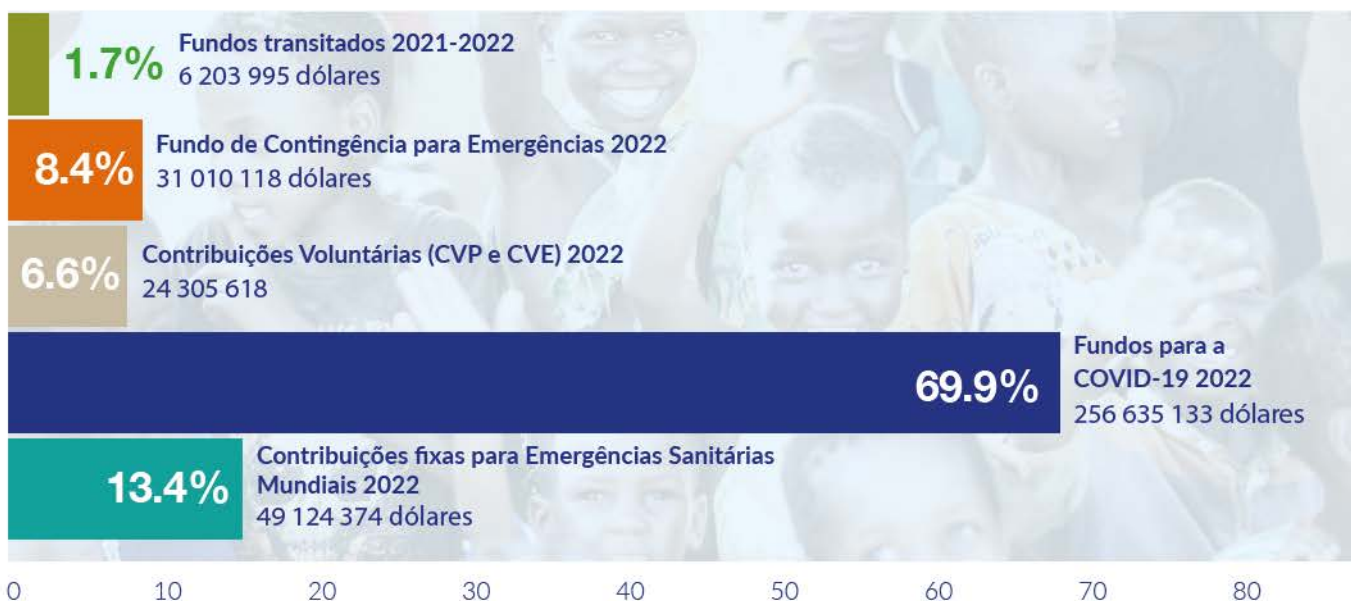 1.7%
Fundos transitados 2021-2022
6 203 995 dólares
8.4%
Fundo de Contingência para Emergências 2022
31 010 118 dólares
6.6%
Contribuições Voluntárias (CVP e CVE) 2022
24 305 618
69.9%
Fundos para a
COVID-19 2022
256 635 133 dólares
13.4%
Contribuições fixas para Emergências Sanitárias
Mundiais 2022
49 124 374 dólares
0 10 20 30 40 50 60 70 80